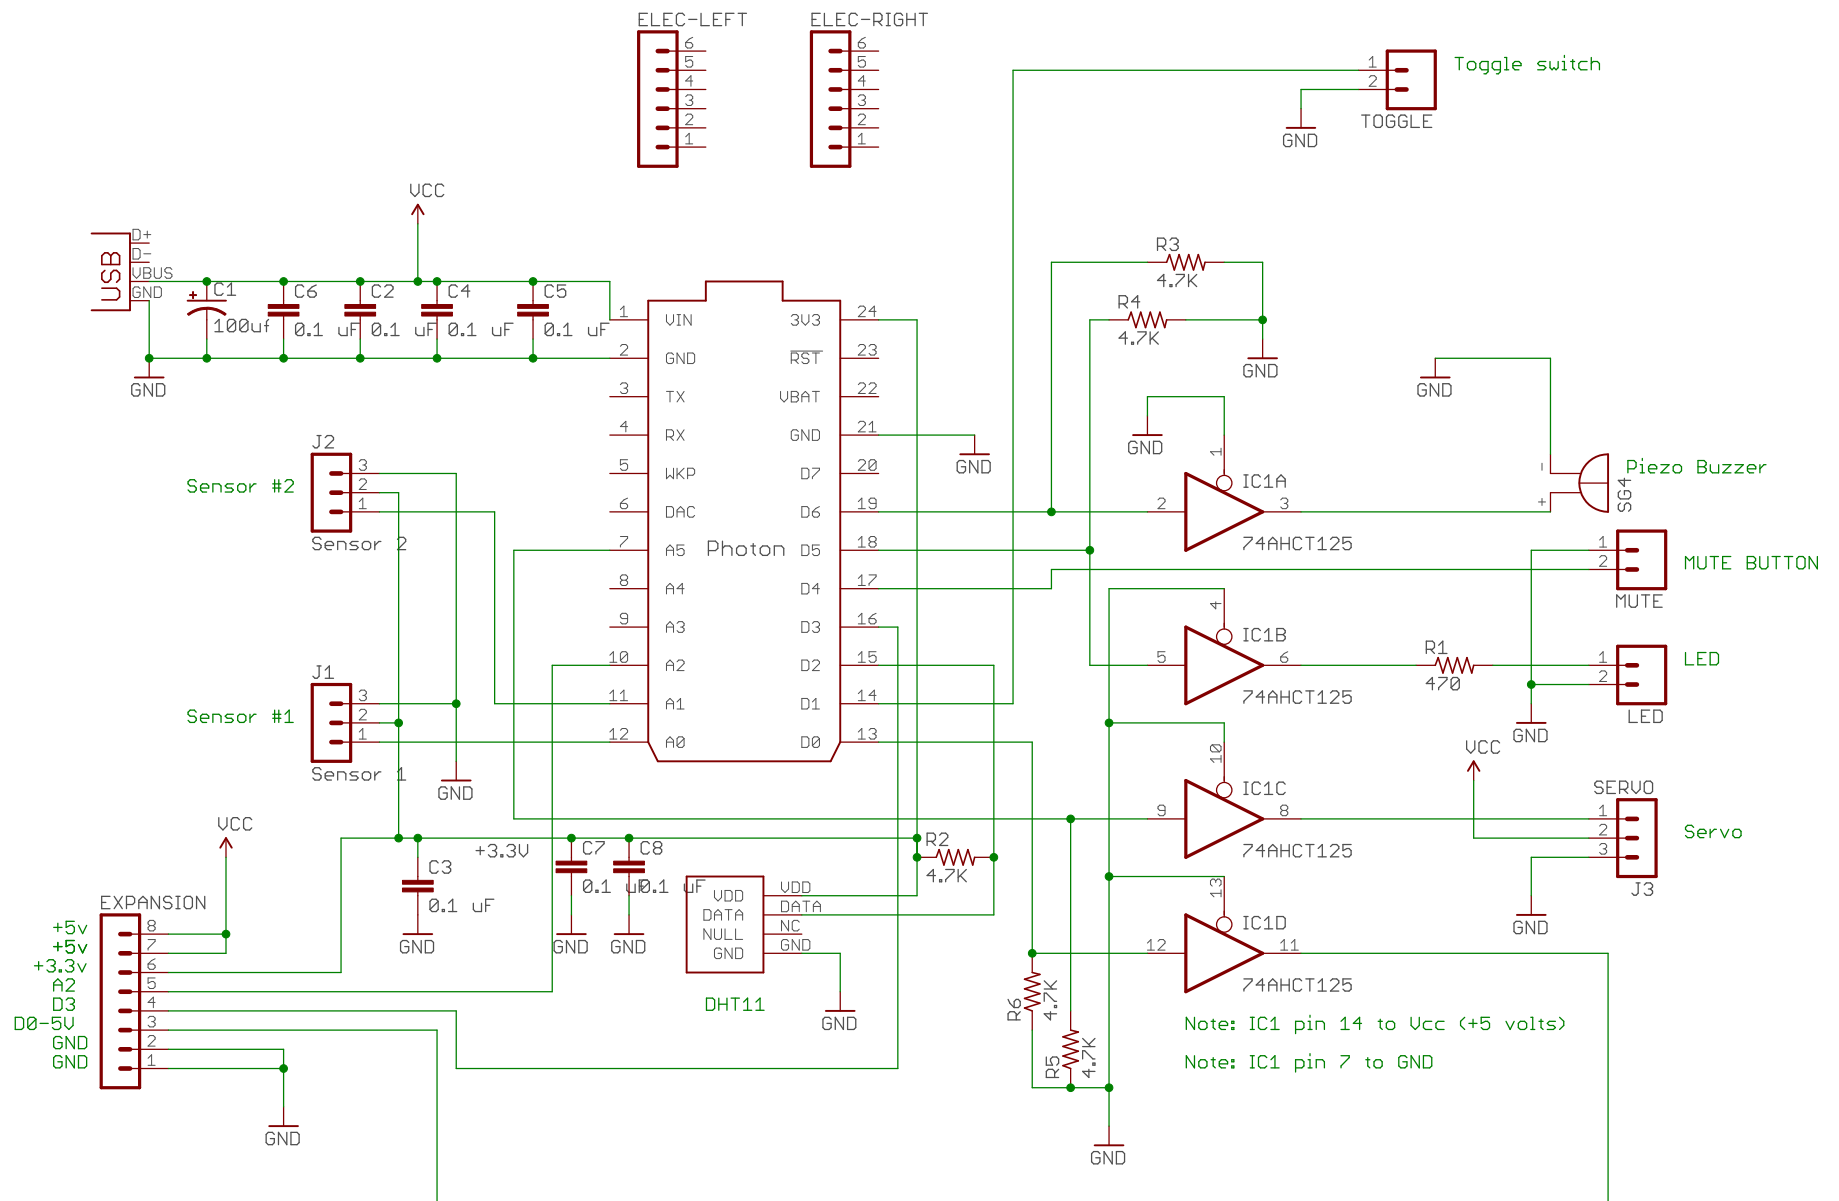 ELEC-LEFT
6
5
4
3
2
1
ELEC-RIGHT
6
5
4
3
2
1
1
2
TOGGLE
Toggle switch
GND
VCC
USB
D+
D-
VBUS
GND
+
C1
100uf
C6
0.1 uF
C2
0.1 uF
C4
0.1 uF
C5
0.1 uF
GND
R3
4.7K
R4
4.7K
GND
Photon
1 VIN
2 GND
3 TX
4 RX
5 WKP
6 DAC
7 A5
8 A4
9 A3
10 A2
11 A1
12 A0
3V3 24
RST 23
VBAT 22
GND 21
D7 20
D6 19
D5 18
D4 17
D3 16
D2 15
D1 14
D0 13
GND
J2
3
2
1
Sensor #2
Sensor 2
J1
3
2
1
Sensor #1
Sensor 1
GND
GND
1
2
3
IC1A
74AHCT125
GND
-
+
SG4
Piezo Buzzer
1
2
MUTE
MUTE BUTTON
4
5
6
IC1B
74AHCT125
R1
470
1
2
LED
LED
GND
10
9
8
IC1C
74AHCT125
VCC
SERVO
1
2
3
J3
Servo
GND
13
12
11
IC1D
74AHCT125
Note: IC1 pin 14 to Vcc (+5 volts)
Note: IC1 pin 7 to GND
R6
4.7K
R5
4.7K
GND
VCC
+3.3V
C3
0.1 uF
GND
C7
0.1 uF
GND
C8
0.1 uF
GND
R2
4.7K
VDD VDD
DATA DATA
NULL NC
GND GND
DHT11
GND
EXPANSION
+5v 8
+5v 7
+3.3v 6
A2 5
D3 4
D0-5V 3
GND 2
GND 1
GND